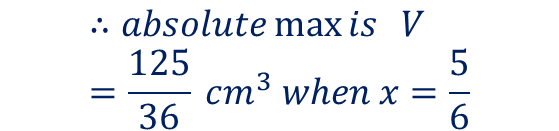 ∴ absolute max is V
= 125/36 cm³ when x = 5/6